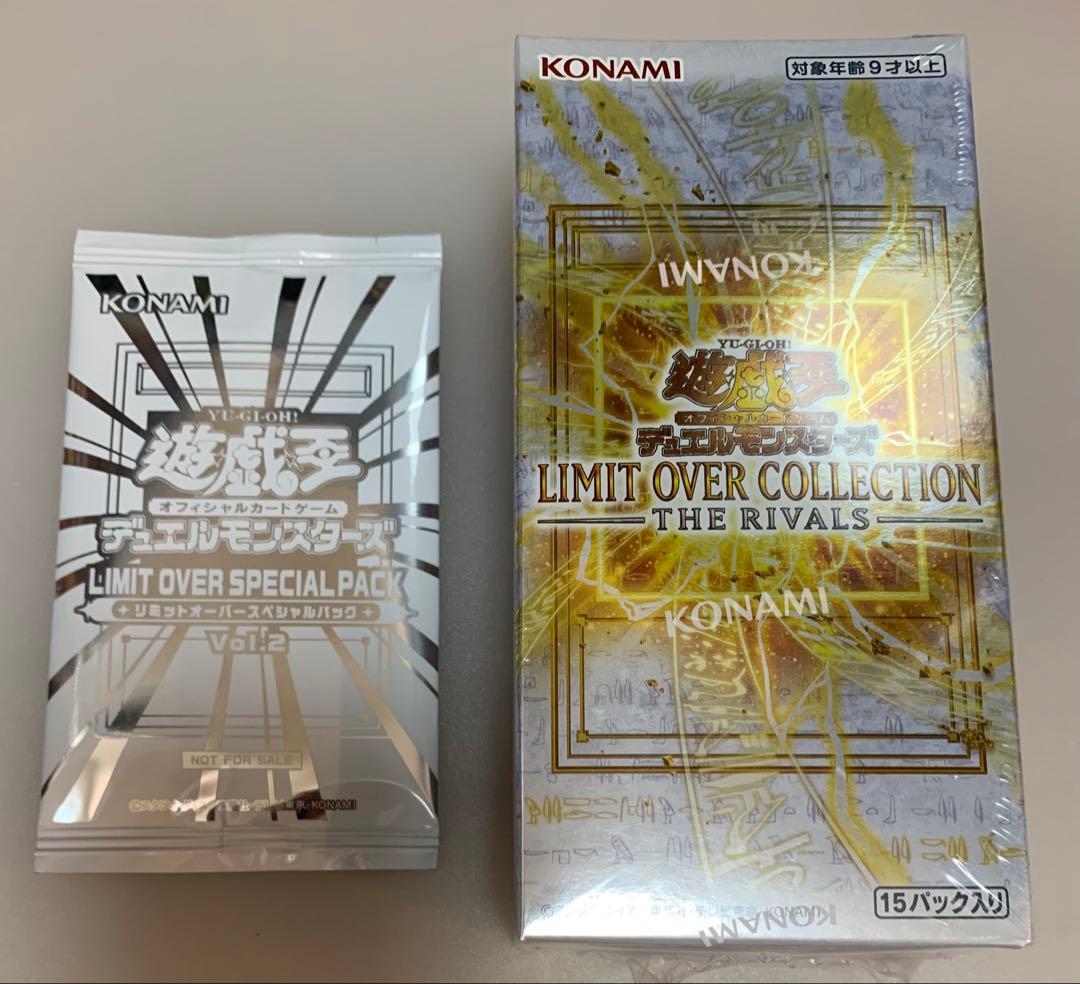 KONAMI
YU-GI-OH!
遊戯王
オフィシャルカードゲーム
デュエルモンスターズ
LIMIT OVER SPECIAL PACK
リミットオーバースペシャルパック
Vol.2
NOT FOR SALE
KONAMI
KONAMI
対象年齢9才以上
KONAMI
KONAMI
YU-GI-OH!
遊戯王
オフィシャルカードゲーム
デュエルモンスターズ
LIMIT OVER COLLECTION
THE RIVALS
KONAMI
15パック入り
KONAMI
KONAMI